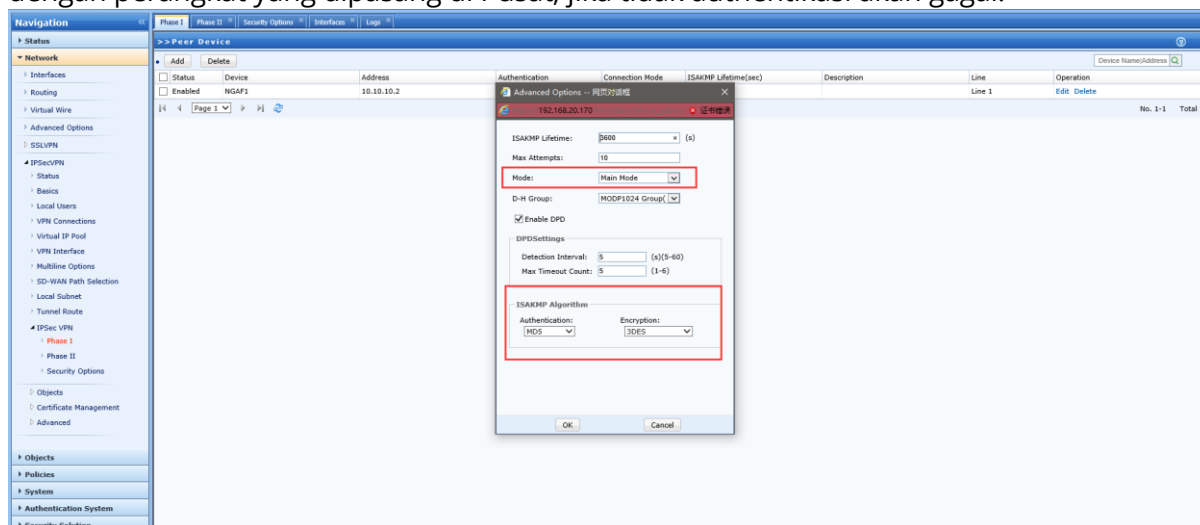 dengan perangkat yang dipasang di Pusat, jika tidak authentikasi akan gagal.
Navigation
Phase I Phase II Security Options Interfaces Logs
Status
>>Peer Device
Network
Add Delete
Device Name|Address
Interfaces
Status Device Address Authentication Connection Mode ISAKMP Lifetime(sec) Description Line Operation
Enabled NGAF1 10.10.10.2 Line 1 Edit Delete
Routing
Virtual Wire
Page 1
No. 1-1 Total
Advanced Options
SSLVPN
IPSecVPN
Status
Basics
Local Users
VPN Connections
Virtual IP Pool
VPN Interface
Multiline Options
SD-WAN Path Selection
Local Subnet
Tunnel Route
IPSec VPN
Phase I
Phase II
Security Options
Objects
Certificate Management
Advanced
Objects
Policies
System
Authentication System
Advanced Options -- 网页对话框
192.168.20.170 证书错误
ISAKMP Lifetime: 3600 (s)
Max Attempts: 10
Mode: Main Mode
D-H Group: MODP1024 Group(
Enable DPD
DPDSettings
Detection Interval: 5 (s)(5-60)
Max Timeout Count: 5 (1-6)
ISAKMP Algorithm
Authentication: Encryption:
MD5 3DES
OK Cancel